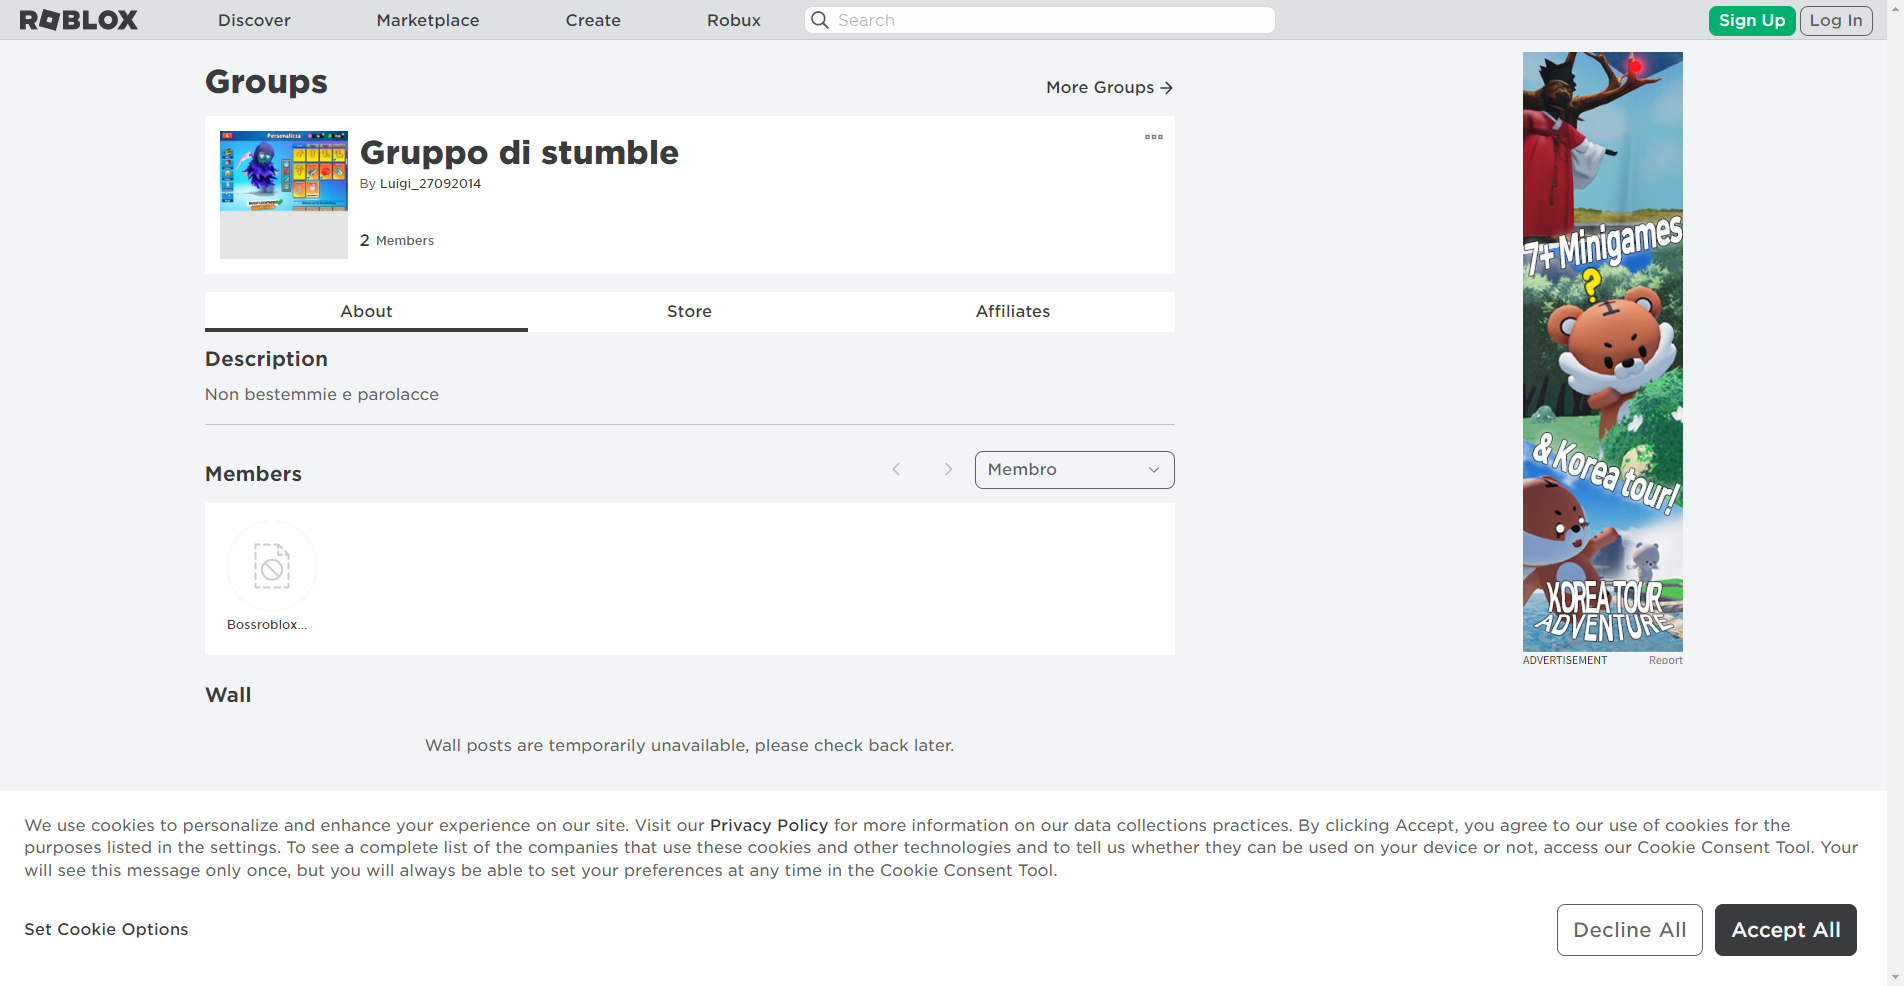 ROBLOX
Discover
Marketplace
Create
Robux
Search
Sign Up
Log In
Groups
More Groups
Personalizza
Gruppo di stumble
By Luigi_27092014
2 Members
About
Store
Affiliates
Description
Non bestemmie e parolacce
Members
Membro
Bossroblox...
Wall
Wall posts are temporarily unavailable, please check back later.
7+ Minigames
?
& Korea tour!
KOREA TOUR
ADVENTURE
ADVERTISEMENT
Report
We use cookies to personalize and enhance your experience on our site. Visit our Privacy Policy for more information on our data collections practices. By clicking Accept, you agree to our use of cookies for the
purposes listed in the settings. To see a complete list of the companies that use these cookies and other technologies and to tell us whether they can be used on your device or not, access our Cookie Consent Tool. Your
will see this message only once, but you will always be able to set your preferences at any time in the Cookie Consent Tool.
Set Cookie Options
Decline All
Accept All